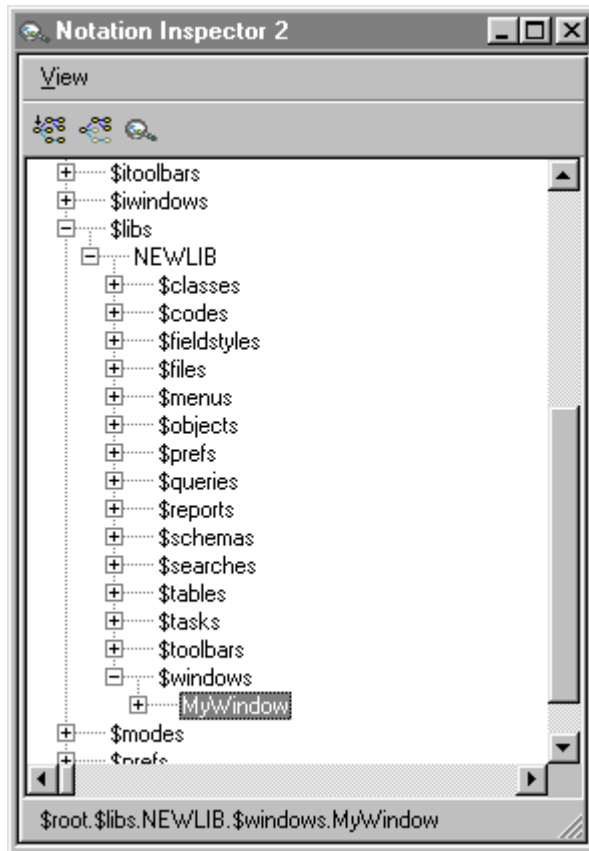 Notation Inspector 2
View
$itoolbars
$iwindows
$libs
NEWLIB
$classes
$codes
$fieldstyles
$files
$menus
$objects
$prefs
$queries
$reports
$schemas
$searches
$tables
$tasks
$toolbars
$windows
MyWindow
$modes
$prefs
$root.$libs.NEWLIB.$windows.MyWindow